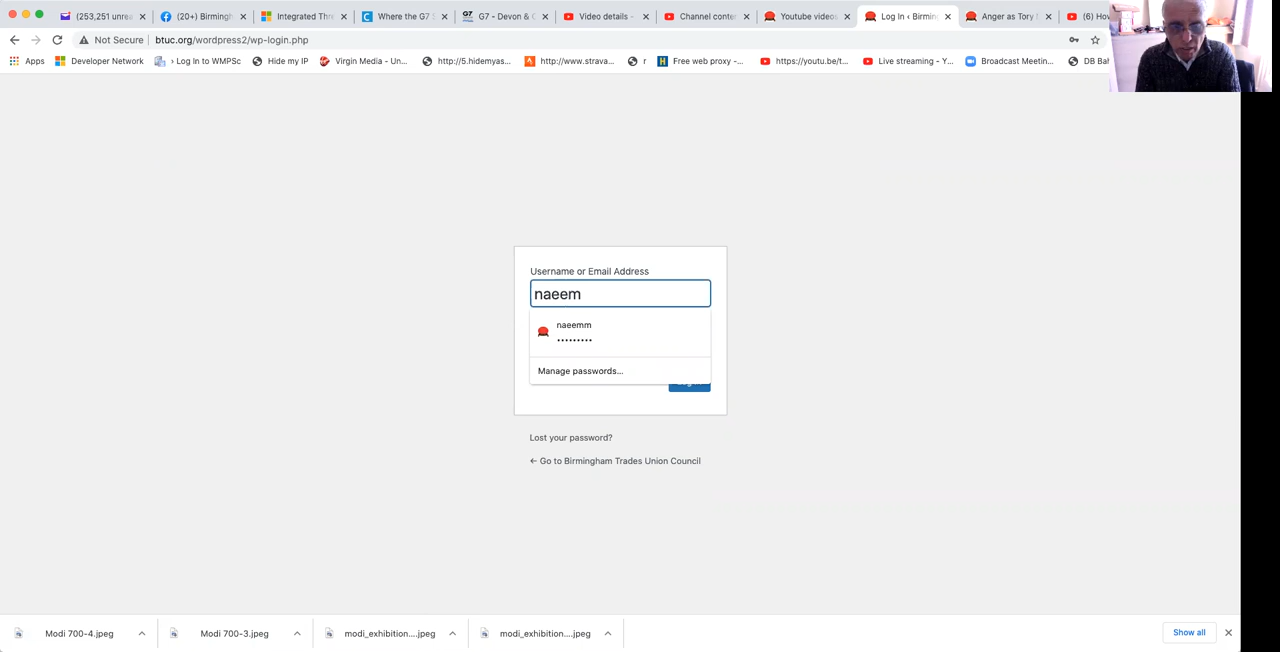 (253,251 unrea
(20+) Birmingh
Integrated Thr
Where the G7
G7 - Devon & C
Video details -
Channel conte
Youtube videos
Log In ‹ Birmin
Anger as Tory
(6) Ho
Not Secure
btuc.org/wordpress2/wp-login.php
Apps
Developer Network
› Log In to WMPSc
Hide my IP
Virgin Media - Un...
http://5.hidemyas...
http://www.strava...
r
Free web proxy -...
https://youtu.be/t...
Live streaming - Y...
Broadcast Meetin...
DB Bah
Username or Email Address
naeem
naeemm
•••••••••
Manage passwords...
Lost your password?
← Go to Birmingham Trades Union Council
Modi 700-4.jpeg
Modi 700-3.jpeg
modi_exhibition....jpeg
modi_exhibition....jpeg
Show all